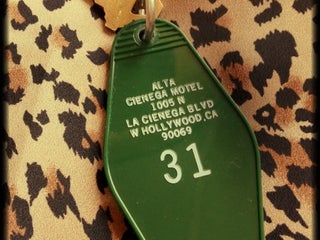 ALTA
CIENEGA MOTEL
1005 N
LA CIENEGA BLVD
W HOLLYWOOD,CA
90069
31